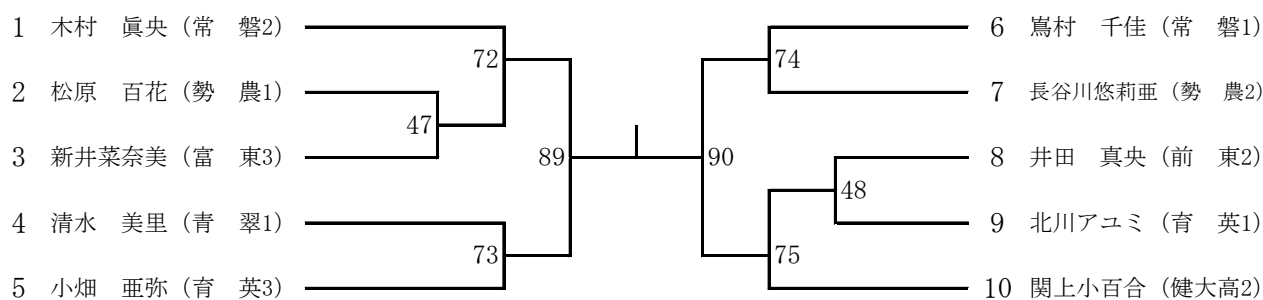 1 木村 眞央 (常 磐2)
72
2 松原 百花 (勢 農1)
47
3 新井菜奈美 (富 東3)
89
4 清水 美里 (青 翠1)
73
5 小畑 亜弥 (育 英3)
6 嶌村 千佳 (常 磐1)
74
7 長谷川悠莉亜 (勢 農2)
90
8 井田 真央 (前 東2)
48
9 北川アユミ (育 英1)
75
10 関上小百合 (健大高2)